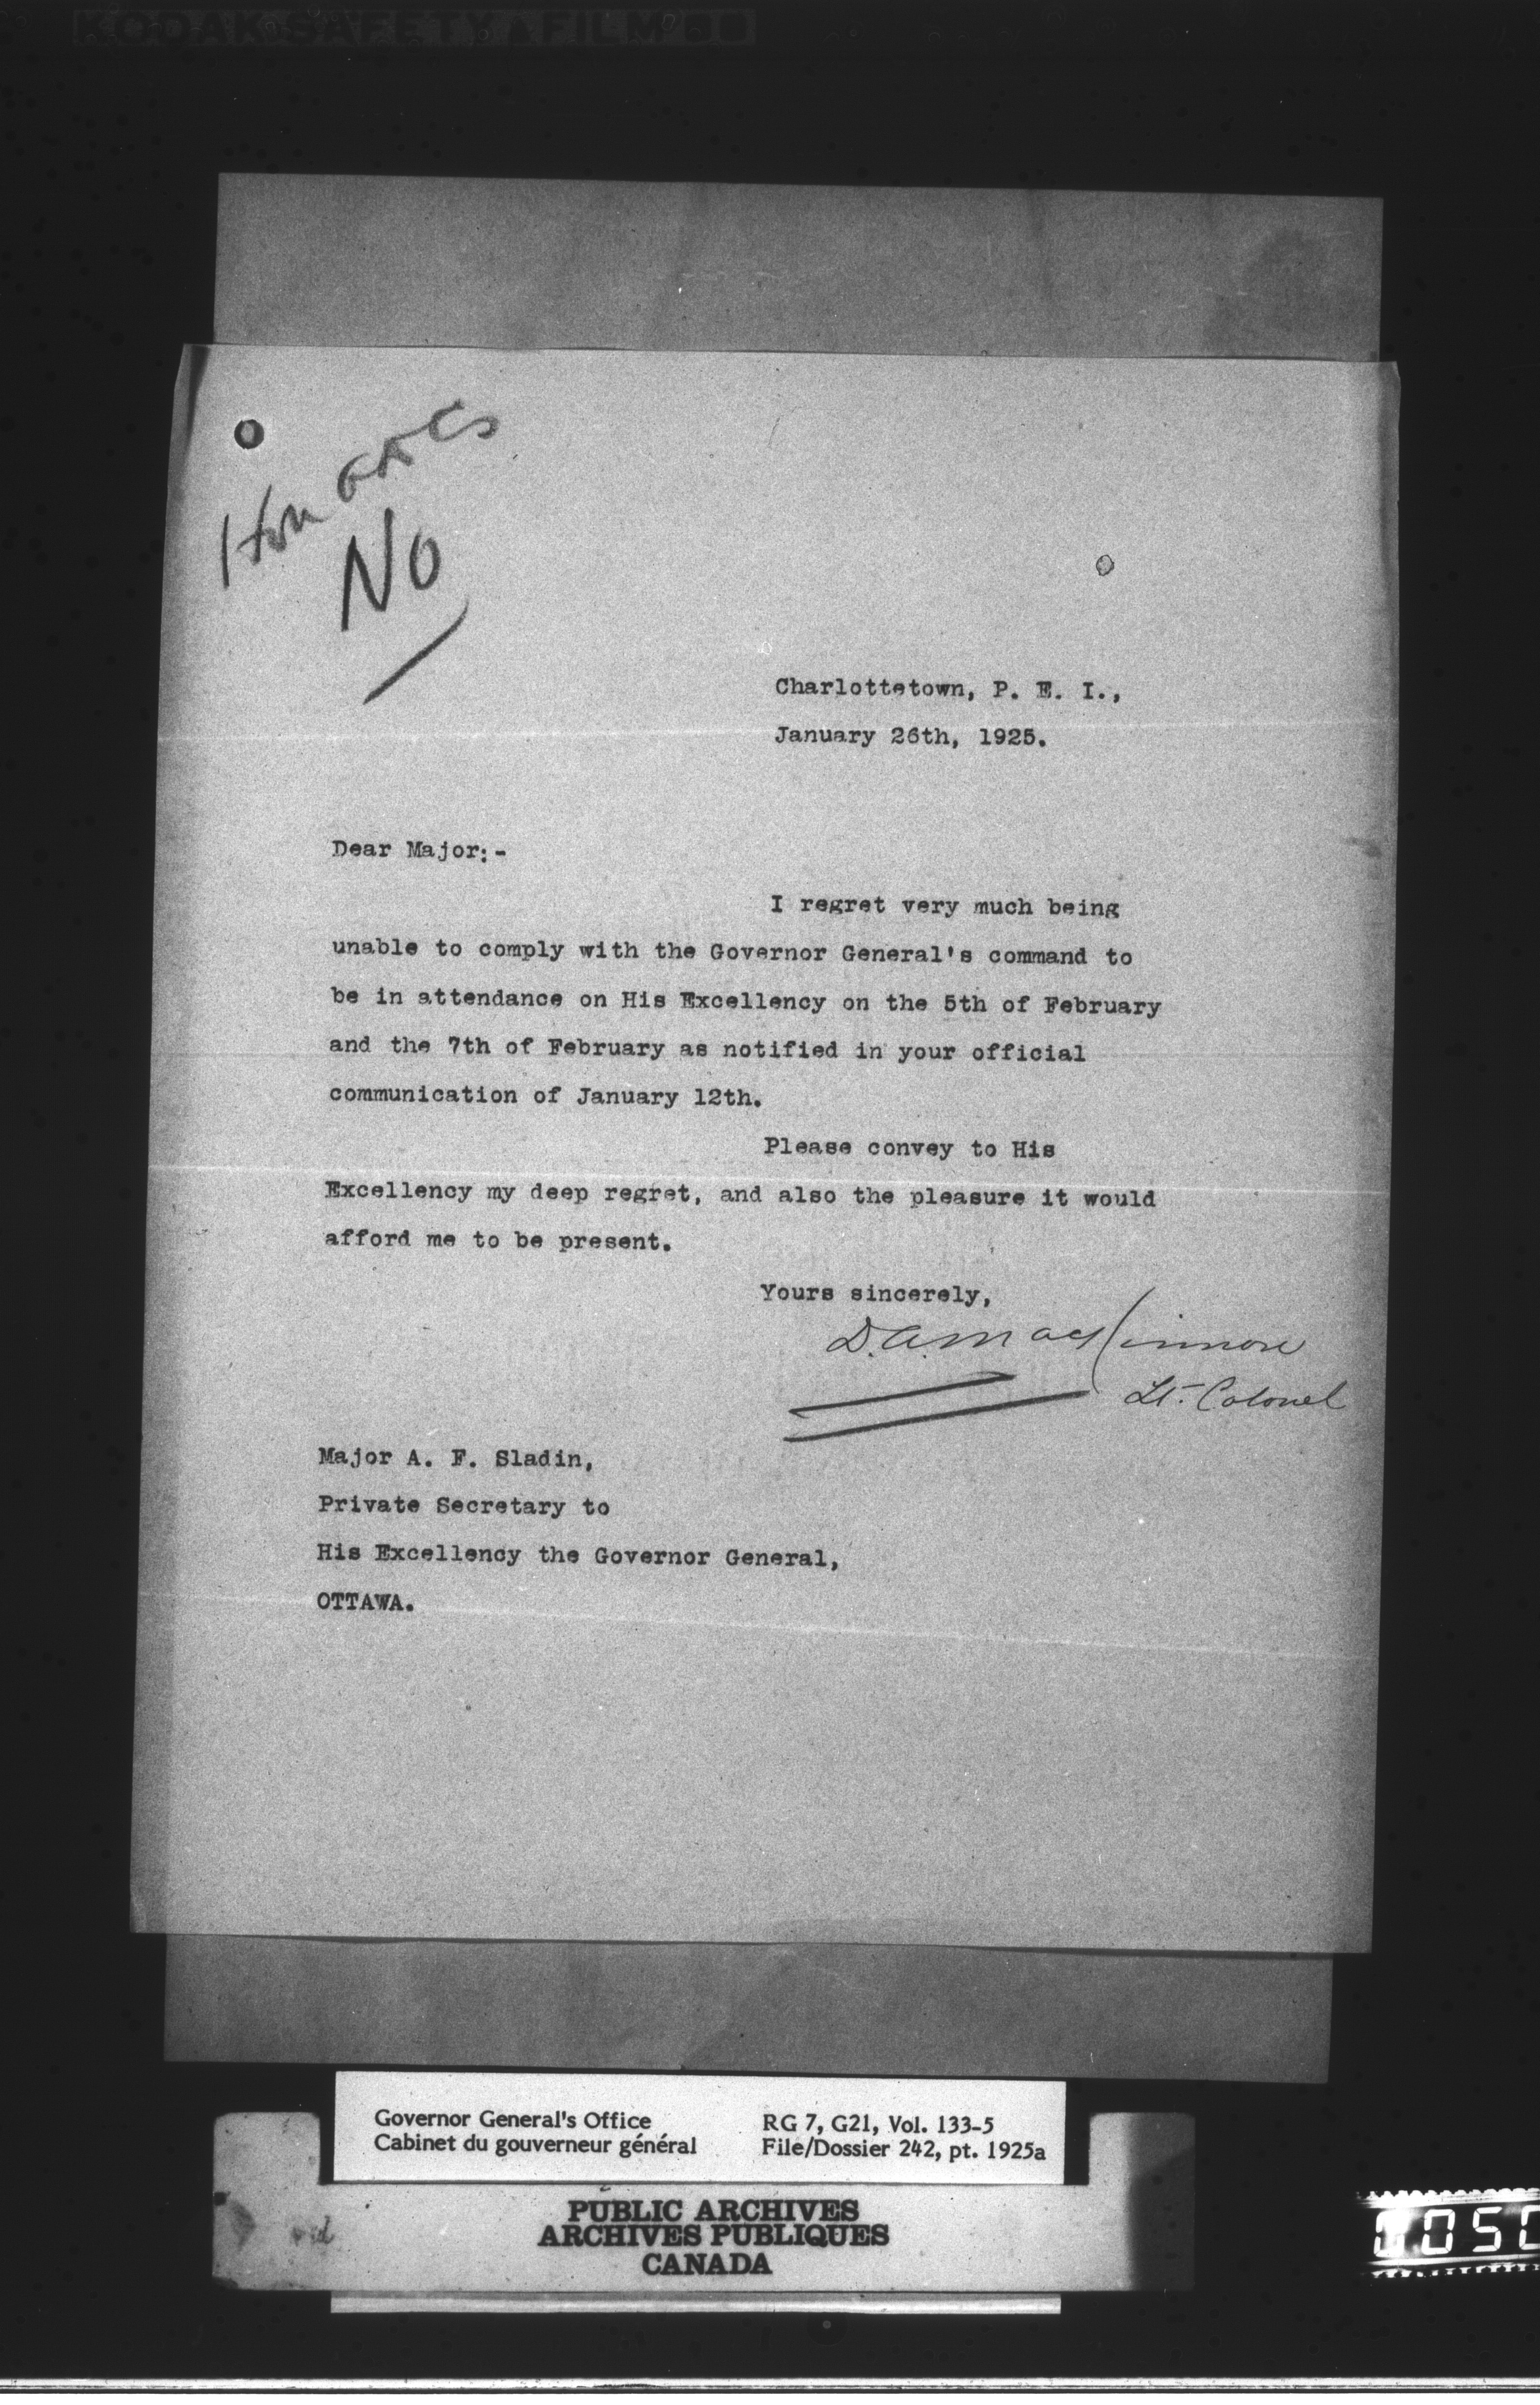 KODAK SAFETY FILM
Hon ADCs
No
Charlottetown, P. E. I.,
January 26th, 1925.
Dear Major:-
I regret very much being
unable to comply with the Governor General's command to
be in attendance on His Excellency on the 5th of February
and the 7th of February as notified in your official
communication of January 12th.
Please convey to His
Excellency my deep regret, and also the pleasure it would
afford me to be present.
Yours sincerely,
D.A. MacKinnon
Lt. Colonel
Major A. F. Sladin,
Private Secretary to
His Excellency the Governor General,
OTTAWA.
Governor General's Office
Cabinet du gouverneur général
RG 7, G21, Vol. 133-5
File/Dossier 242, pt. 1925a
PUBLIC ARCHIVES
ARCHIVES PUBLIQUES
CANADA